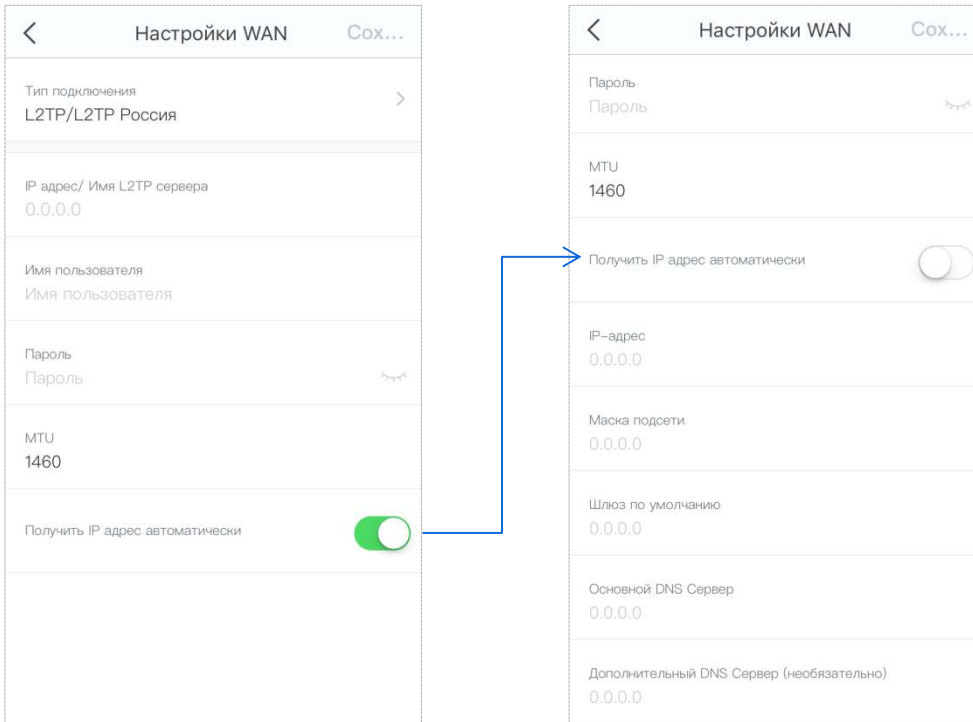 Настройки WAN
Сох...
Тип подключения
L2TP/L2TP Россия
IP адрес/ Имя L2TP сервера
0.0.0.0
Имя пользователя
Имя пользователя
Пароль
Пароль
MTU
1460
Получить IP адрес автоматически
Настройки WAN
Сох...
Пароль
Пароль
MTU
1460
Получить IP адрес автоматически
IP-адрес
0.0.0.0
Маска подсети
0.0.0.0
Шлюз по умолчанию
0.0.0.0
Основной DNS Сервер
0.0.0.0
Дополнительный DNS Сервер (необязательно)
0.0.0.0